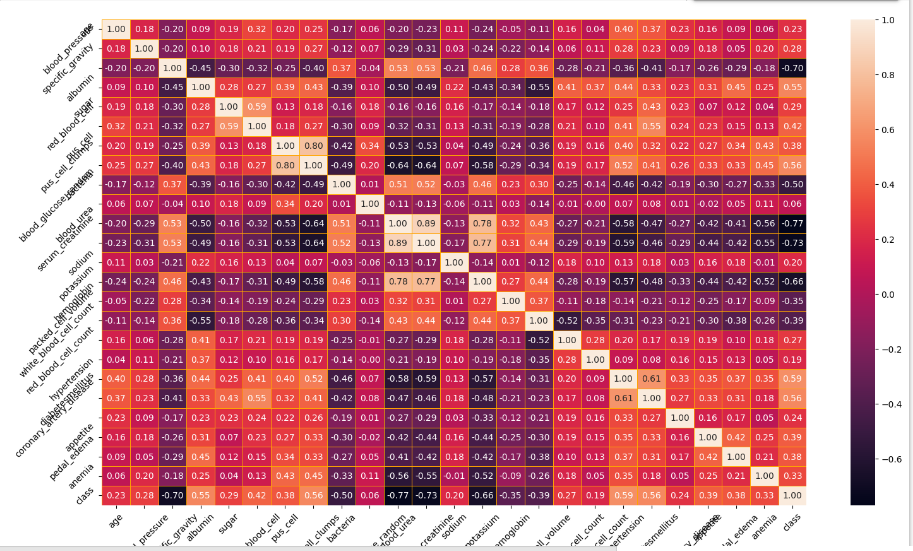 1.00 0.18 -0.20 0.09 0.19 0.32 0.20 0.25 -0.17 0.06 -0.20 -0.23 0.11 -0.24 -0.05 -0.11 0.16 0.04 0.40 0.37 0.23 0.16 0.09 0.06 0.23
blood_pressure 0.18 1.00 -0.20 0.10 0.18 0.21 0.19 0.27 -0.12 0.07 -0.29 -0.31 0.03 -0.24 -0.22 -0.14 0.06 0.11 0.28 0.23 0.09 0.18 0.05 0.20 0.28
specific_gravity -0.20 -0.20 1.00 -0.45 -0.30 -0.32 -0.25 -0.40 0.37 -0.04 0.53 0.53 -0.21 0.46 0.28 0.36 -0.28 -0.21 -0.36 -0.41 -0.17 -0.26 -0.29 -0.18 -0.70
albumin 0.09 0.10 -0.45 1.00 0.28 0.27 0.39 0.43 -0.39 0.10 -0.50 -0.49 0.22 -0.43 -0.34 -0.55 0.41 0.37 0.44 0.33 0.23 0.31 0.45 0.25 0.55
sugar 0.19 0.18 -0.30 0.28 1.00 0.59 0.13 0.18 -0.16 0.18 -0.16 -0.16 0.16 -0.19 -0.14 -0.18 0.17 0.12 0.25 0.43 0.23 0.07 0.12 0.04 0.29
red_blood_cell 0.32 0.21 -0.32 0.27 0.59 1.00 0.18 0.27 -0.30 0.09 -0.32 -0.31 0.13 -0.31 -0.19 -0.28 0.21 0.10 0.41 0.55 0.24 0.23 0.15 0.13 0.42
pus_cell 0.20 0.19 -0.25 0.39 0.13 0.18 1.00 0.80 -0.42 0.34 -0.53 -0.53 0.04 -0.49 -0.24 -0.36 0.19 0.16 0.40 0.32 0.22 0.27 0.34 0.43 0.38
pus_cell_clumps 0.25 0.27 -0.40 0.43 0.18 0.27 0.80 1.00 -0.49 0.20 -0.64 -0.64 0.07 -0.58 -0.29 -0.34 0.19 0.17 0.52 0.41 0.26 0.33 0.33 0.45 0.56
bacteria -0.17 -0.12 0.37 -0.39 -0.16 -0.30 -0.42 -0.49 1.00 0.01 0.51 0.52 -0.03 0.46 0.23 0.30 -0.25 -0.14 -0.46 -0.42 -0.19 -0.30 -0.27 -0.33 -0.50
0.06 0.07 -0.04 0.10 0.18 0.09 0.34 0.20 0.01 1.00 -0.11 -0.13 -0.06 -0.11 0.03 -0.14 -0.01 -0.00 0.07 0.08 0.01 -0.02 0.05 0.11 0.06
blood_urea -0.20 -0.29 0.53 -0.50 -0.16 -0.32 -0.53 -0.64 0.51 -0.11 1.00 0.89 -0.14 0.78 0.32 0.43 -0.27 -0.21 -0.58 -0.47 -0.27 -0.42 -0.41 -0.56 -0.77
serum_creatinine -0.23 -0.31 0.53 -0.49 -0.16 -0.31 -0.53 -0.64 0.52 -0.13 0.89 1.00 -0.17 0.77 0.31 0.44 -0.29 -0.19 -0.59 -0.46 -0.29 -0.44 -0.42 -0.55 -0.73
sodium 0.11 0.03 -0.21 0.22 0.16 0.13 0.04 0.07 -0.03 -0.06 -0.14 -0.17 1.00 -0.14 0.01 -0.12 0.18 0.10 0.13 0.16 0.03 0.16 0.18 -0.01 0.20
potassium -0.24 -0.24 0.46 -0.43 -0.19 -0.31 -0.49 -0.58 0.46 -0.11 0.78 0.77 -0.14 1.00 0.27 0.44 -0.28 -0.19 -0.57 -0.48 -0.33 -0.44 -0.42 -0.52 -0.66
-0.05 -0.22 0.28 -0.34 -0.14 -0.19 -0.24 -0.29 0.23 0.03 0.32 0.31 0.01 0.27 1.00 0.37 -0.11 -0.18 -0.14 -0.21 -0.12 -0.25 -0.17 -0.09 -0.35
-0.11 -0.14 0.36 -0.55 -0.18 -0.28 -0.36 -0.34 0.30 -0.14 0.43 0.44 -0.12 0.44 0.37 1.00 -0.52 -0.35 -0.31 -0.23 -0.21 -0.30 -0.38 -0.26 -0.39
white_blood_cell_count 0.16 0.06 -0.28 0.41 0.17 0.21 0.19 0.19 -0.25 -0.01 -0.27 -0.29 0.18 -0.28 -0.11 -0.52 1.00 0.28 0.20 0.17 0.16 0.19 0.10 0.18 0.27
red_blood_cell_count 0.04 0.11 -0.21 0.37 0.12 0.10 0.16 0.17 -0.14 -0.00 -0.21 -0.19 0.10 -0.19 -0.18 -0.35 0.28 1.00 0.09 0.08 0.16 0.15 0.13 0.05 0.19
hypertension 0.40 0.28 -0.36 0.44 0.25 0.41 0.40 0.52 -0.46 0.07 -0.58 -0.59 0.13 -0.57 -0.14 -0.31 0.20 0.09 1.00 0.61 0.33 0.35 0.37 0.35 0.59
diabetesmellitus 0.37 0.23 -0.41 0.33 0.43 0.55 0.32 0.41 -0.42 0.08 -0.47 -0.46 0.16 -0.48 -0.21 -0.23 0.17 0.08 0.61 1.00 0.27 0.33 0.31 0.18 0.56
coronary_artery_disease 0.23 0.09 -0.17 0.23 0.23 0.24 0.22 0.26 -0.19 0.01 -0.27 -0.29 0.03 -0.33 -0.12 -0.21 0.16 0.16 0.33 0.27 1.00 0.16 0.17 0.05 0.24
appetite 0.16 0.18 -0.26 0.31 0.07 0.23 0.27 0.33 -0.30 -0.02 -0.42 -0.44 0.16 -0.44 -0.25 -0.30 0.19 0.15 0.35 0.33 0.16 1.00 0.42 0.25 0.39
pedal_edema 0.09 0.05 -0.29 0.45 0.12 0.15 0.34 0.33 -0.27 0.05 -0.41 -0.42 0.18 -0.42 -0.17 -0.38 0.10 0.13 0.37 0.31 0.17 0.42 1.00 0.21 0.38
anemia 0.06 0.20 -0.18 0.25 0.04 0.13 0.43 0.45 -0.33 0.11 -0.56 -0.55 -0.01 -0.52 -0.09 -0.26 0.18 0.05 0.35 0.18 0.05 0.25 0.21 1.00 0.33
class 0.23 0.28 -0.70 0.55 0.29 0.42 0.38 0.56 -0.50 0.06 -0.77 -0.73 0.20 -0.66 -0.35 -0.39 0.27 0.19 0.59 0.56 0.24 0.39 0.38 0.33 1.00
age l_pressure fic_gravity albumin sugar blood_cell pus_cell ell_clumps bacteria e_random creatinine sodium potassium emoglobin ell_volume ell_count cell_count ertension esmellitus dal_edema anemia class
1.0
0.8
0.6
0.4
0.2
0.0
−0.2
−0.4
−0.6